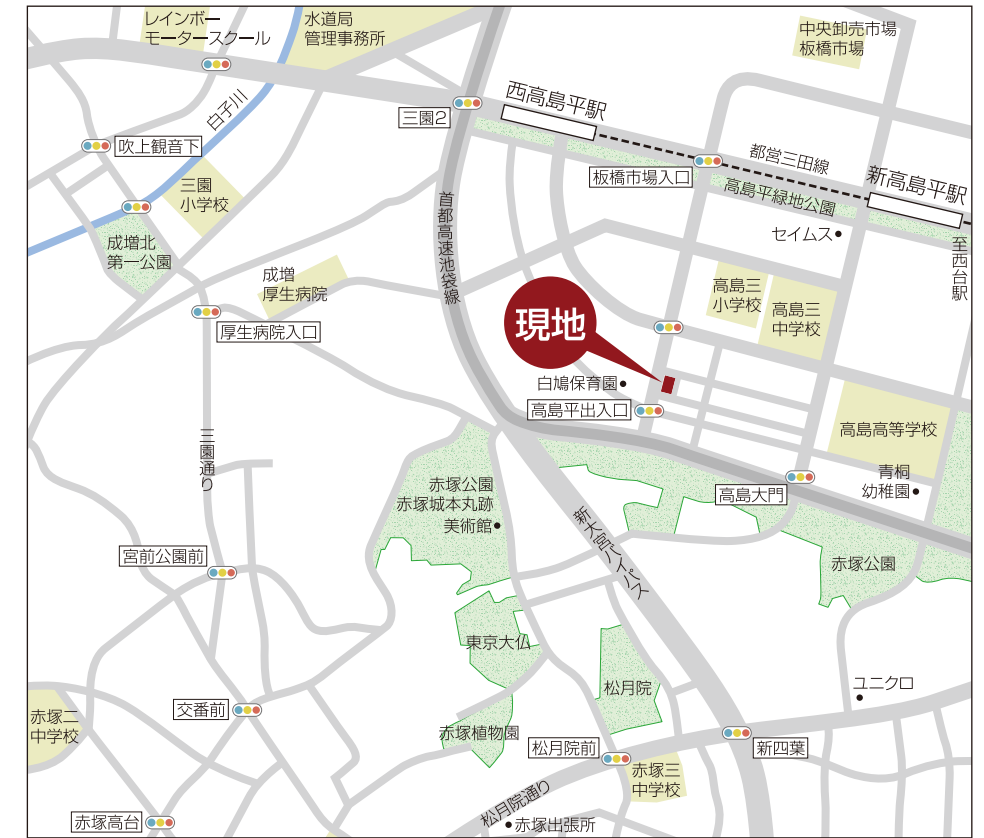 レインボー
モータースクール
水道局
管理事務所
中央卸売市場
板橋市場
西高島平駅
三園2
白子川
吹上観音下
都営三田線
板橋市場入口
新高島平駅
高島平緑地公園
三園
小学校
セイムス
首都高速池袋線
成増北
第一公園
至西台駅
成増
厚生病院
高島三
小学校
高島三
中学校
厚生病院入口
現地
白鳩保育園
高島平出入口
高島高等学校
三園通り
赤塚公園
赤塚城本丸跡
美術館
青桐
幼稚園
高島大門
新大宮バイパス
宮前公園前
赤塚公園
東京大仏
松月院
ユニクロ
赤塚二
中学校
交番前
赤塚植物園
松月院前
新四葉
赤塚三
中学校
松月院通り
赤塚高台
赤塚出張所